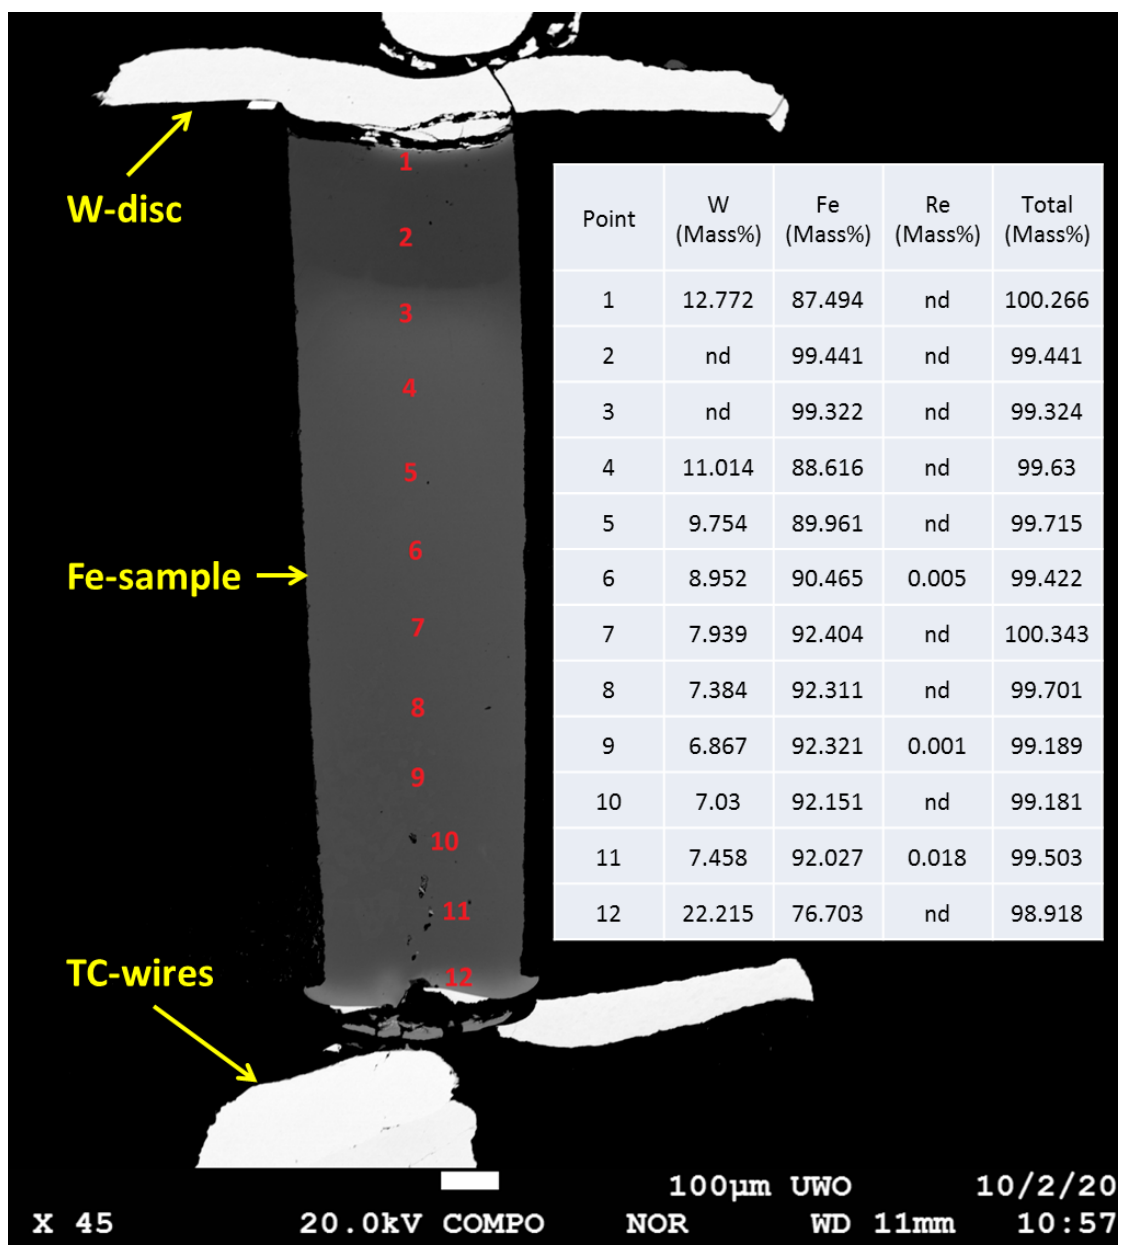 W-disc
Fe-sample
TC-wires
1
2
3
4
5
6
7
8
9
10
11
12
Point W (Mass%) Fe (Mass%) Re (Mass%) Total (Mass%)
1 12.772 87.494 nd 100.266
2 nd 99.441 nd 99.441
3 nd 99.322 nd 99.324
4 11.014 88.616 nd 99.63
5 9.754 89.961 nd 99.715
6 8.952 90.465 0.005 99.422
7 7.939 92.404 nd 100.343
8 7.384 92.311 nd 99.701
9 6.867 92.321 0.001 99.189
10 7.03 92.151 nd 99.181
11 7.458 92.027 0.018 99.503
12 22.215 76.703 nd 98.918
100μm UWO 10/2/20
X 45 20.0kV COMPO NOR WD 11mm 10:57